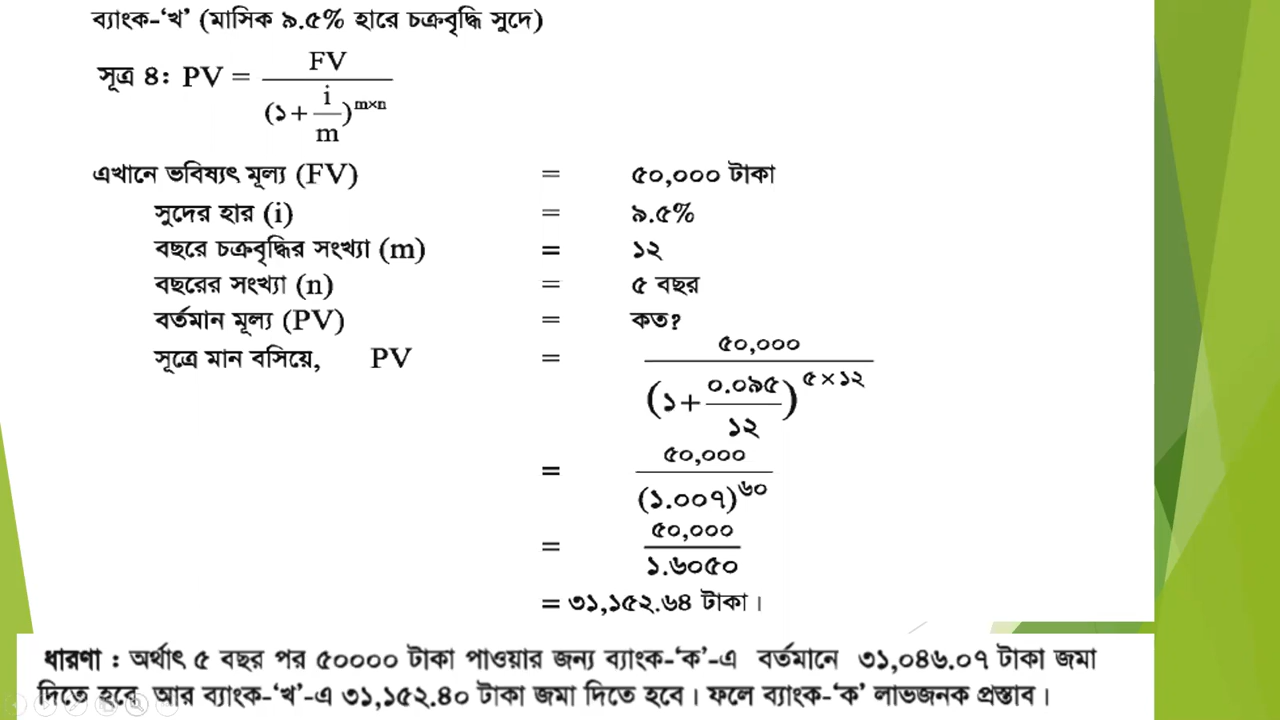 ব্যাংক-‘খ’ (মাসিক ৯.৫% হারে চক্রবৃদ্ধি সুদে)
সূত্র ৪: PV = FV / (১+ i/m)^m×n
এখানে ভবিষ্যৎ মূল্য (FV) = ৫০,০০০ টাকা
সুদের হার (i) = ৯.৫%
বছরে চক্রবৃদ্ধির সংখ্যা (m) = ১২
বছরের সংখ্যা (n) = ৫ বছর
বর্তমান মূল্য (PV) = কত?
সূত্রে মান বসিয়ে, PV = ৫০,০০০ / (১+ ০.০৯৫/১২)^৫×১২
= ৫০,০০০ / (১.০০৭)^৬০
= ৫০,০০০ / ১.৬০৫০
= ৩১,১৫২.৬৪ টাকা।
ধারণা : অর্থাৎ ৫ বছর পর ৫০০০০ টাকা পাওয়ার জন্য ব্যাংক-‘ক’-এ বর্তমানে ৩১,০৪৬.০৭ টাকা জমা
দিতে হবে আর ব্যাংক-‘খ’-এ ৩১,১৫২.৪০ টাকা জমা দিতে হবে। ফলে ব্যাংক-‘ক’ লাভজনক প্রস্তাব।